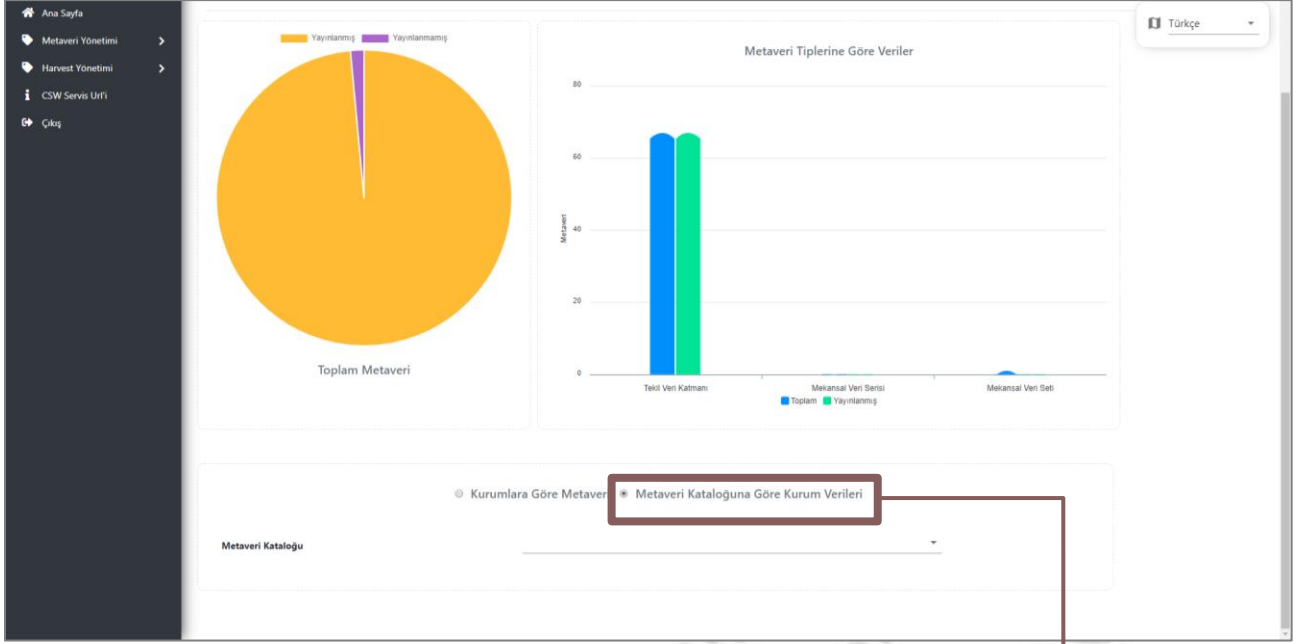 Ana Sayfa
Metaveri Yönetimi
Harvest Yönetimi
CSW Servis Url'i
Çıkış
Türkçe
Yayınlanmış Yayınlanmamış
Toplam Metaveri
Metaveri Tiplerine Göre Veriler
80
60
40
20
0
Metaveri
Tekil Veri Katmanı Mekansal Veri Serisi Mekansal Veri Seti
Toplam Yayınlanmış
Kurumlara Göre Metaver Metaveri Kataloğuna Göre Kurum Verileri
Metaveri Kataloğu